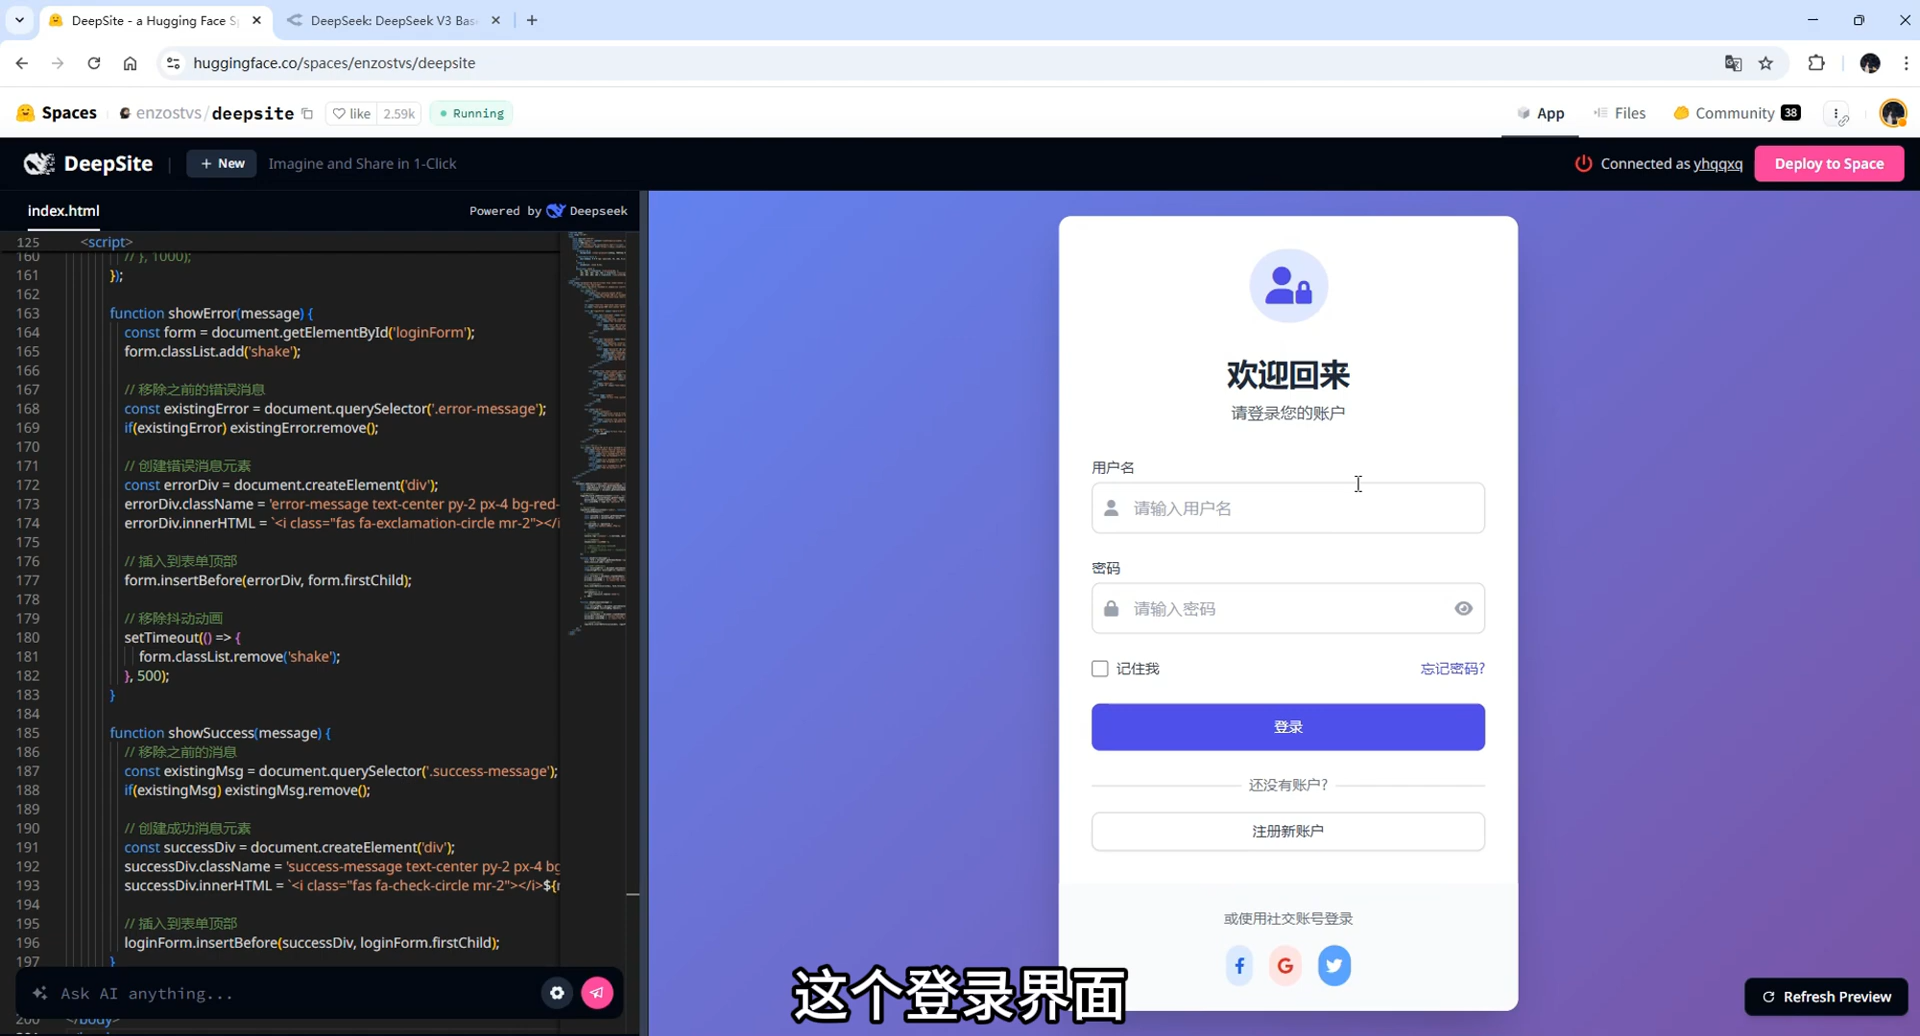 DeepSite - a Hugging Face S
DeepSeek: DeepSeek V3 Bas
huggingface.co/spaces/enzostvs/deepsite
Spaces
enzostvs/deepsite
like 2.59k
Running
App
Files
Community 38
DeepSite
+ New
Imagine and Share in 1-Click
Connected as yhqqxq
Deploy to Space
index.html
Powered by Deepseek
125 <script>
160 // }, 1000);
161 });
162
163 function showError(message) {
164 const form = document.getElementById('loginForm');
165 form.classList.add('shake');
166
167 // 移除之前的错误消息
168 const existingError = document.querySelector('.error-message');
169 if(existingError) existingError.remove();
170
171 // 创建错误消息元素
172 const errorDiv = document.createElement('div');
173 errorDiv.className = 'error-message text-center py-2 px-4 bg-red-
174 errorDiv.innerHTML = `<i class="fas fa-exclamation-circle mr-2"></i
175
176 // 插入到表单顶部
177 form.insertBefore(errorDiv, form.firstChild);
178
179 // 移除抖动动画
180 setTimeout(() => {
181 form.classList.remove('shake');
182 }, 500);
183 }
184
185 function showSuccess(message) {
186 // 移除之前的消息
187 const existingMsg = document.querySelector('.success-message');
188 if(existingMsg) existingMsg.remove();
189
190 // 创建成功消息元素
191 const successDiv = document.createElement('div');
192 successDiv.className = 'success-message text-center py-2 px-4 bg
193 successDiv.innerHTML = `<i class="fas fa-check-circle mr-2"></i>${
194
195 // 插入到表单顶部
196 loginForm.insertBefore(successDiv, loginForm.firstChild);
197 }
200 </body>
Ask AI anything...
欢迎回来
请登录您的账户
用户名
请输入用户名
密码
请输入密码
记住我
忘记密码?
登录
还没有账户?
注册新账户
或使用社交账号登录
Refresh Preview
这个登录界面